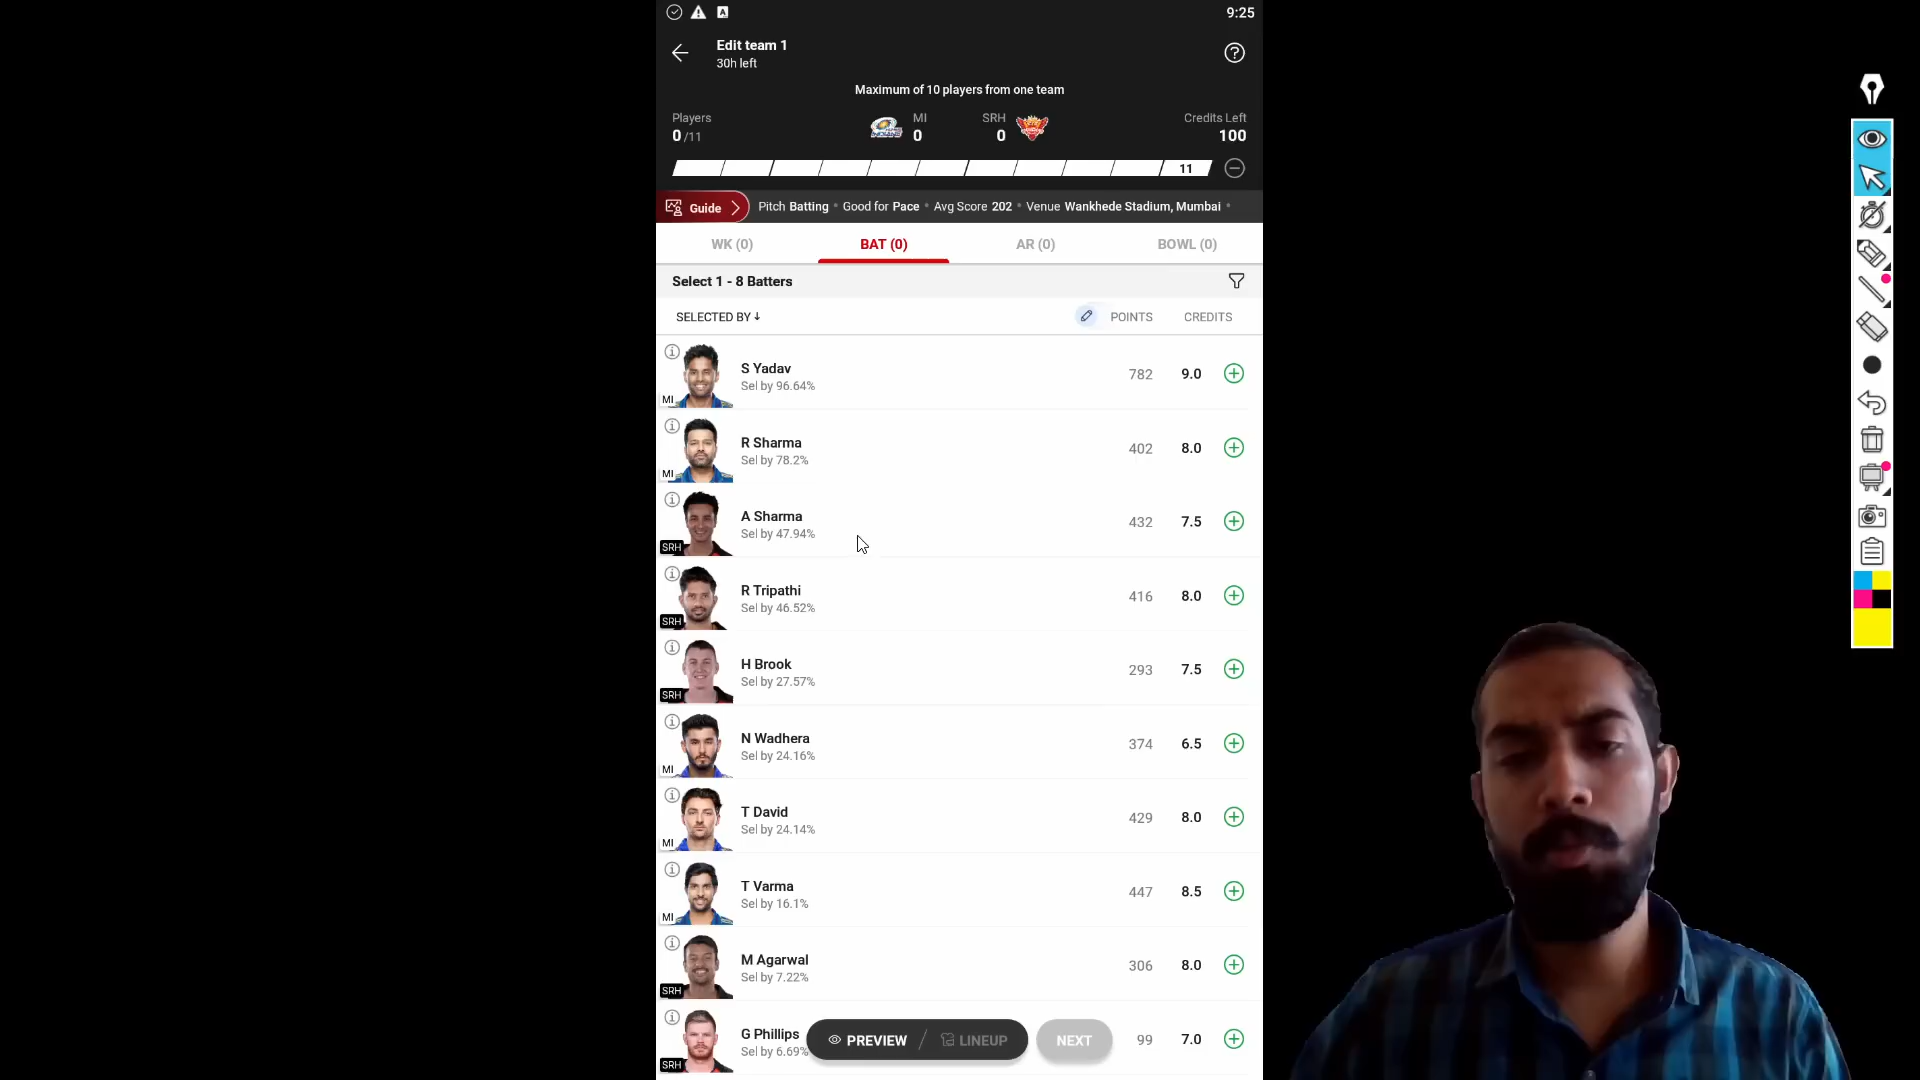 9:25
Edit team 1
30h left
Maximum of 10 players from one team
Players MI SRH Credits Left
0 /11 0 0 100
11
Guide Pitch Batting • Good for Pace • Avg Score 202 • Venue Wankhede Stadium, Mumbai •
WK (0) BAT (0) AR (0) BOWL (0)
Select 1 - 8 Batters
SELECTED BY ↓ POINTS CREDITS
S Yadav 782 9.0
Sel by 96.64%
MI
R Sharma 402 8.0
Sel by 78.2%
MI
A Sharma 432 7.5
Sel by 47.94%
SRH
R Tripathi 416 8.0
Sel by 46.52%
SRH
H Brook 293 7.5
Sel by 27.57%
SRH
N Wadhera 374 6.5
Sel by 24.16%
MI
T David 429 8.0
Sel by 24.14%
MI
T Varma 447 8.5
Sel by 16.1%
MI
M Agarwal 306 8.0
Sel by 7.22%
SRH
G Phillips 99 7.0
Sel by 6.69%
SRH
PREVIEW / LINEUP NEXT